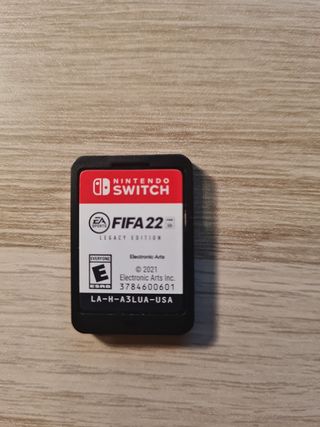 NINTENDO
SWITCH
EA
SPORTS
FIFA 22
LEGACY EDITION
Electronic Arts
EVERYONE
E
ESRB
© 2021
Electronic Arts Inc.
3784600601
LA-H-A3LUA-USA